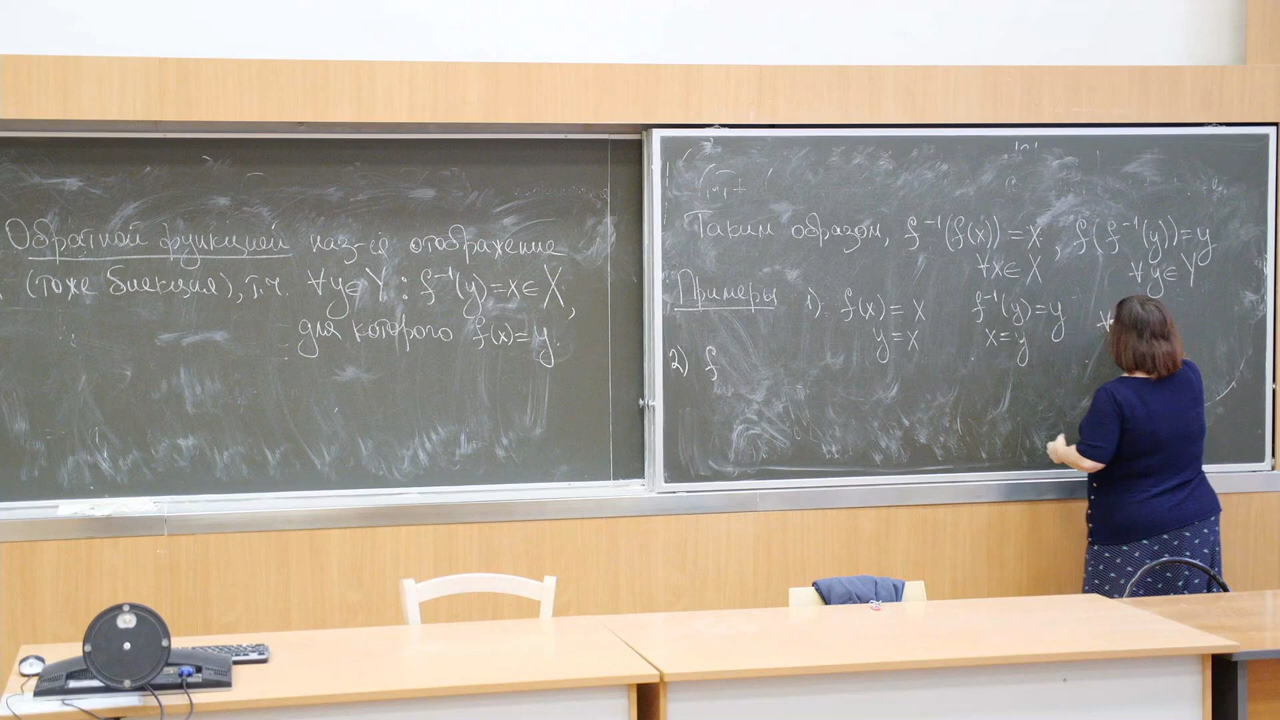 Обратной функцией наз-ся отображение
(тоже биекция), т.ч. ∀y∈Y : f⁻¹(y)=x∈X,
для которого f(x)=y.
Таким образом, f⁻¹(f(x))=x, f(f⁻¹(y))=y
∀x∈X ∀y∈Y
Примеры 1). f(x)=x f⁻¹(y)=y
y=x x=y
2) f